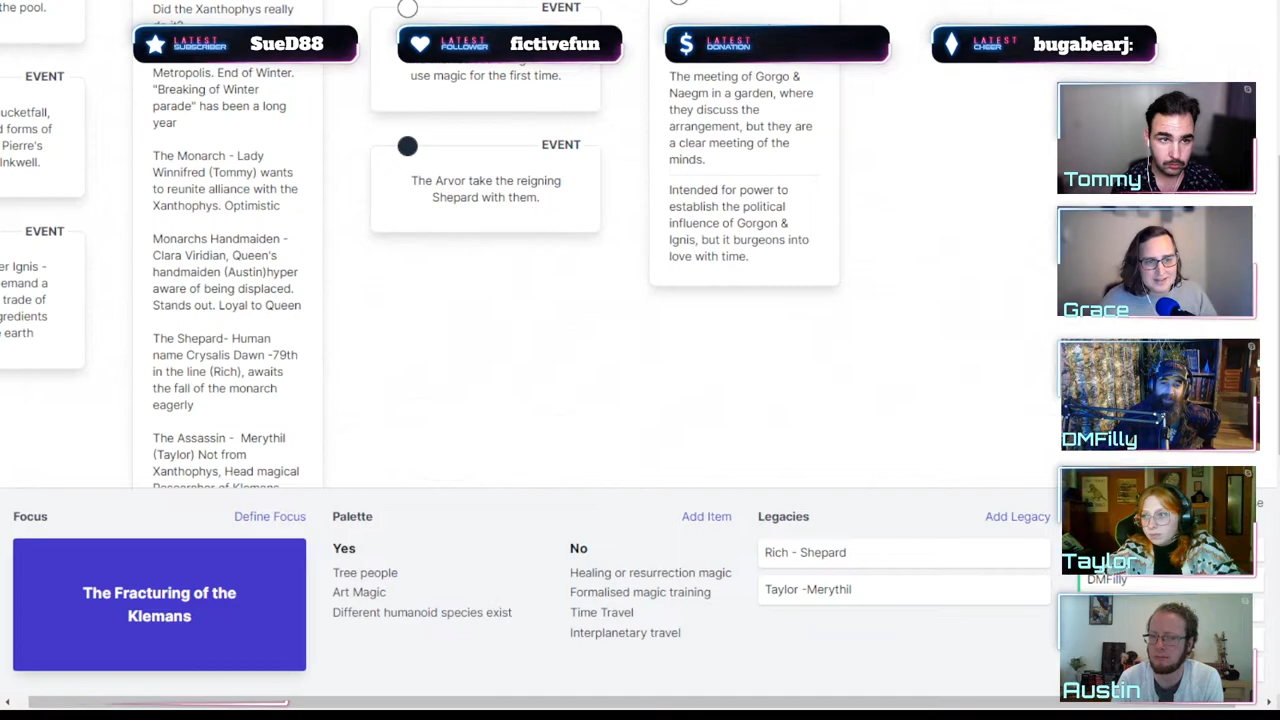 the pool.
EVENT
ucketfall,
d forms of
Pierre's
Inkwell.
EVENT
er Ignis -
emand a
trade of
gredients
earth
Did the Xanthophys really
LATEST
SUBSCRIBER
SueD88
Metropolis. End of Winter.
"Breaking of Winter
parade" has been a long
year
The Monarch - Lady
Winnifred (Tommy) wants
to reunite alliance with the
Xanthophys. Optimistic
Monarchs Handmaiden -
Clara Viridian, Queen's
handmaiden (Austin)hyper
aware of being displaced.
Stands out. Loyal to Queen
The Shepard- Human
name Crysalis Dawn -79th
in the line (Rich), awaits
the fall of the monarch
eagerly
The Assassin - Merythil
(Taylor) Not from
Xanthophys, Head magical
Researcher of Klemans
EVENT
LATEST
FOLLOWER
fictivefun
use magic for the first time.
EVENT
The Arvor take the reigning
Shepard with them.
LATEST
DONATION
The meeting of Gorgo &
Naegm in a garden, where
they discuss the
arrangement, but they are
a clear meeting of the
minds.
Intended for power to
establish the political
influence of Gorgon &
Ignis, but it burgeons into
love with time.
LATEST
CHEER
bugabearj:
Tommy
Grace
DMFilly
Taylor
DMFilly
Austin
Focus
Define Focus
The Fracturing of the
Klemans
Palette
Add Item
Yes
Tree people
Art Magic
Different humanoid species exist
No
Healing or resurrection magic
Formalised magic training
Time Travel
Interplanetary travel
Legacies
Add Legacy
Rich - Shepard
Taylor -Merythil